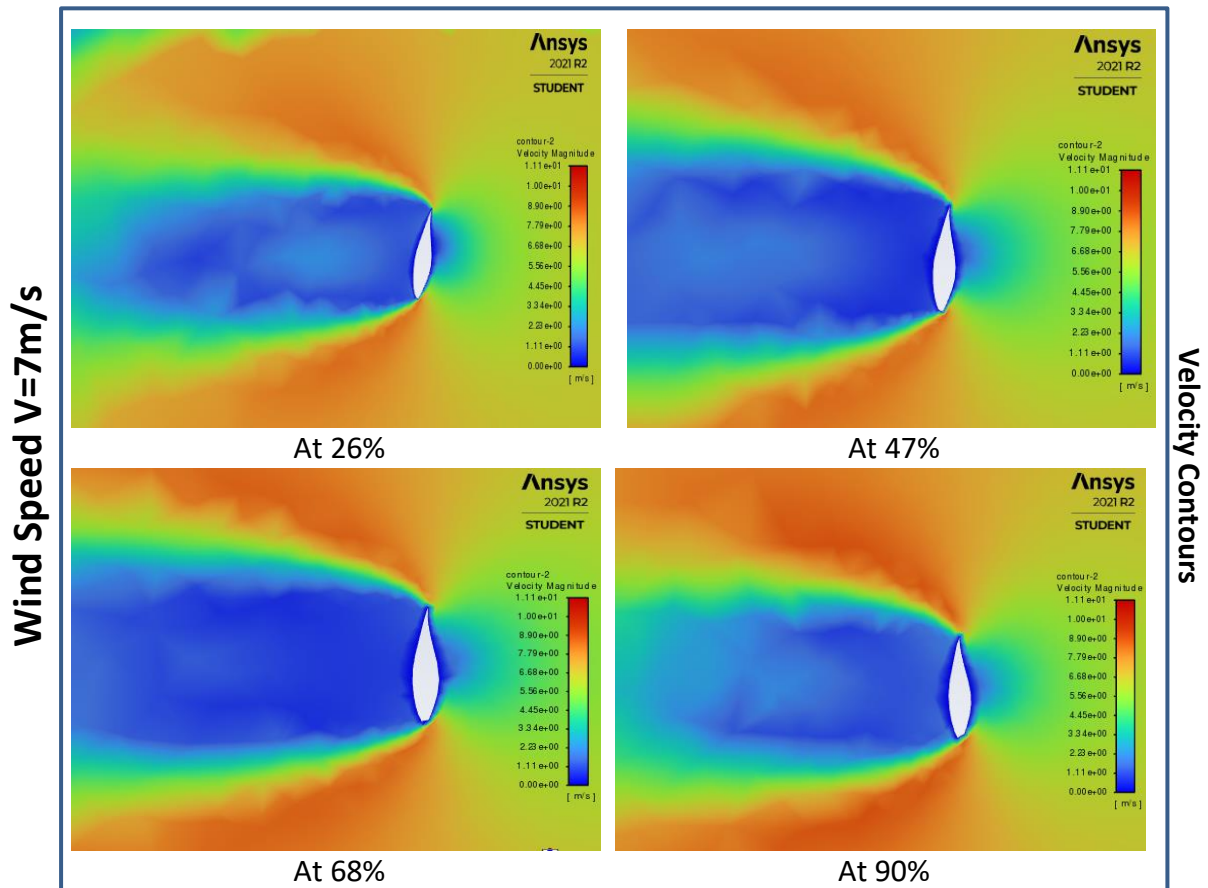 Wind Speed V=7m/s
Velocity Contours
Ansys
2021 R2
STUDENT
contour-2
Velocity Magnitude
1.11e+01
1.00e+01
8.90e+00
7.79e+00
6.68e+00
5.56e+00
4.45e+00
3.34e+00
2.23e+00
1.11e+00
0.00e+00
[ m/s ]
At 26%
Ansys
2021 R2
STUDENT
contour-2
Velocity Magnitude
1.11e+01
1.00e+01
8.90e+00
7.79e+00
6.68e+00
5.56e+00
4.45e+00
3.34e+00
2.23e+00
1.11e+00
0.00e+00
[ m/s ]
At 47%
Ansys
2021 R2
STUDENT
contour-2
Velocity Magnitude
1.11e+01
1.00e+01
8.90e+00
7.79e+00
6.68e+00
5.56e+00
4.45e+00
3.34e+00
2.23e+00
1.11e+00
0.00e+00
[ m/s ]
At 68%
Ansys
2021 R2
STUDENT
contour-2
Velocity Magnitude
1.11e+01
1.00e+01
8.90e+00
7.79e+00
6.68e+00
5.56e+00
4.45e+00
3.34e+00
2.23e+00
1.11e+00
0.00e+00
[ m/s ]
At 90%